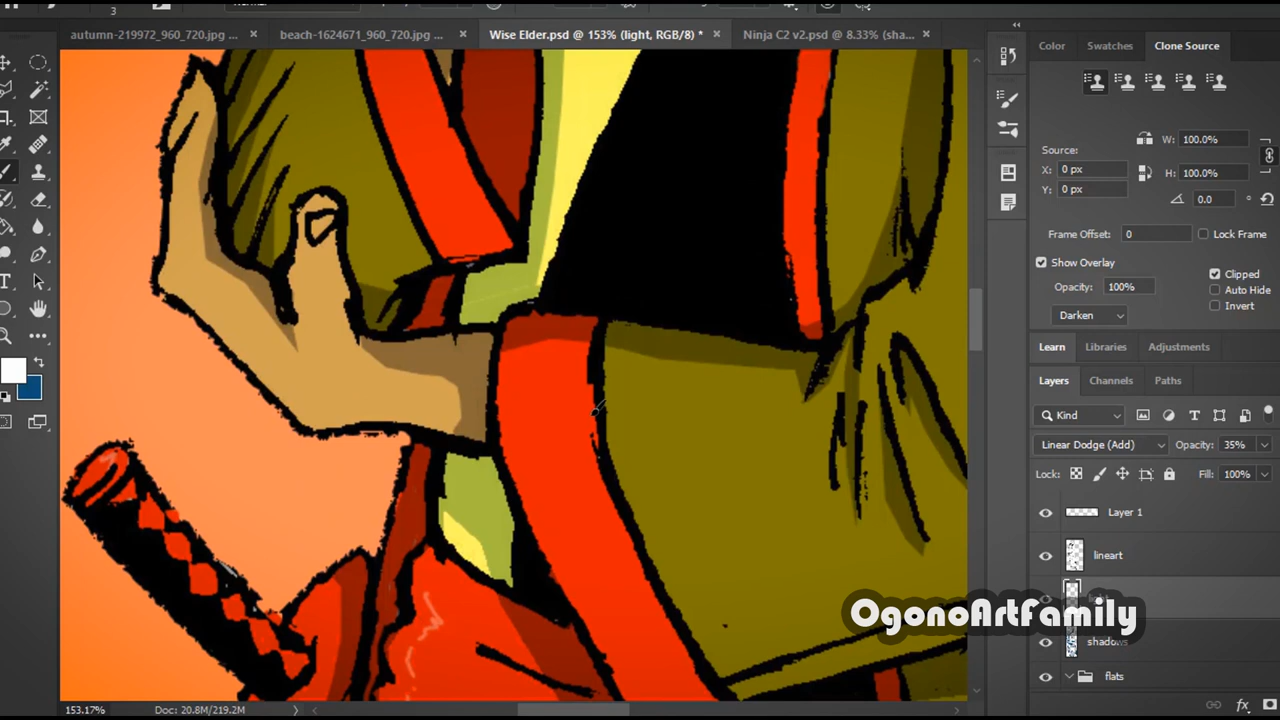 3
autumn-219972_960_720.jpg ...
beach-1624671_960_720.jpg ...
Wise Elder.psd @ 153% (light, RGB/8) *
Ninja C2 v2.psd @ 8.33% (sha...
Color
Swatches
Clone Source
W: 100.0%
Source:
X: 0 px
H: 100.0%
Y: 0 px
0.0 °
Frame Offset: 0
Lock Frame
Show Overlay
Clipped
Opacity: 100%
Auto Hide
Darken
Invert
Learn
Libraries
Adjustments
Layers
Channels
Paths
Kind
Linear Dodge (Add)
Opacity: 35%
Lock:
Fill: 100%
Layer 1
lineart
OgonoArtFamily
shadows
flats
153.17%
Doc: 20.8M/219.2M